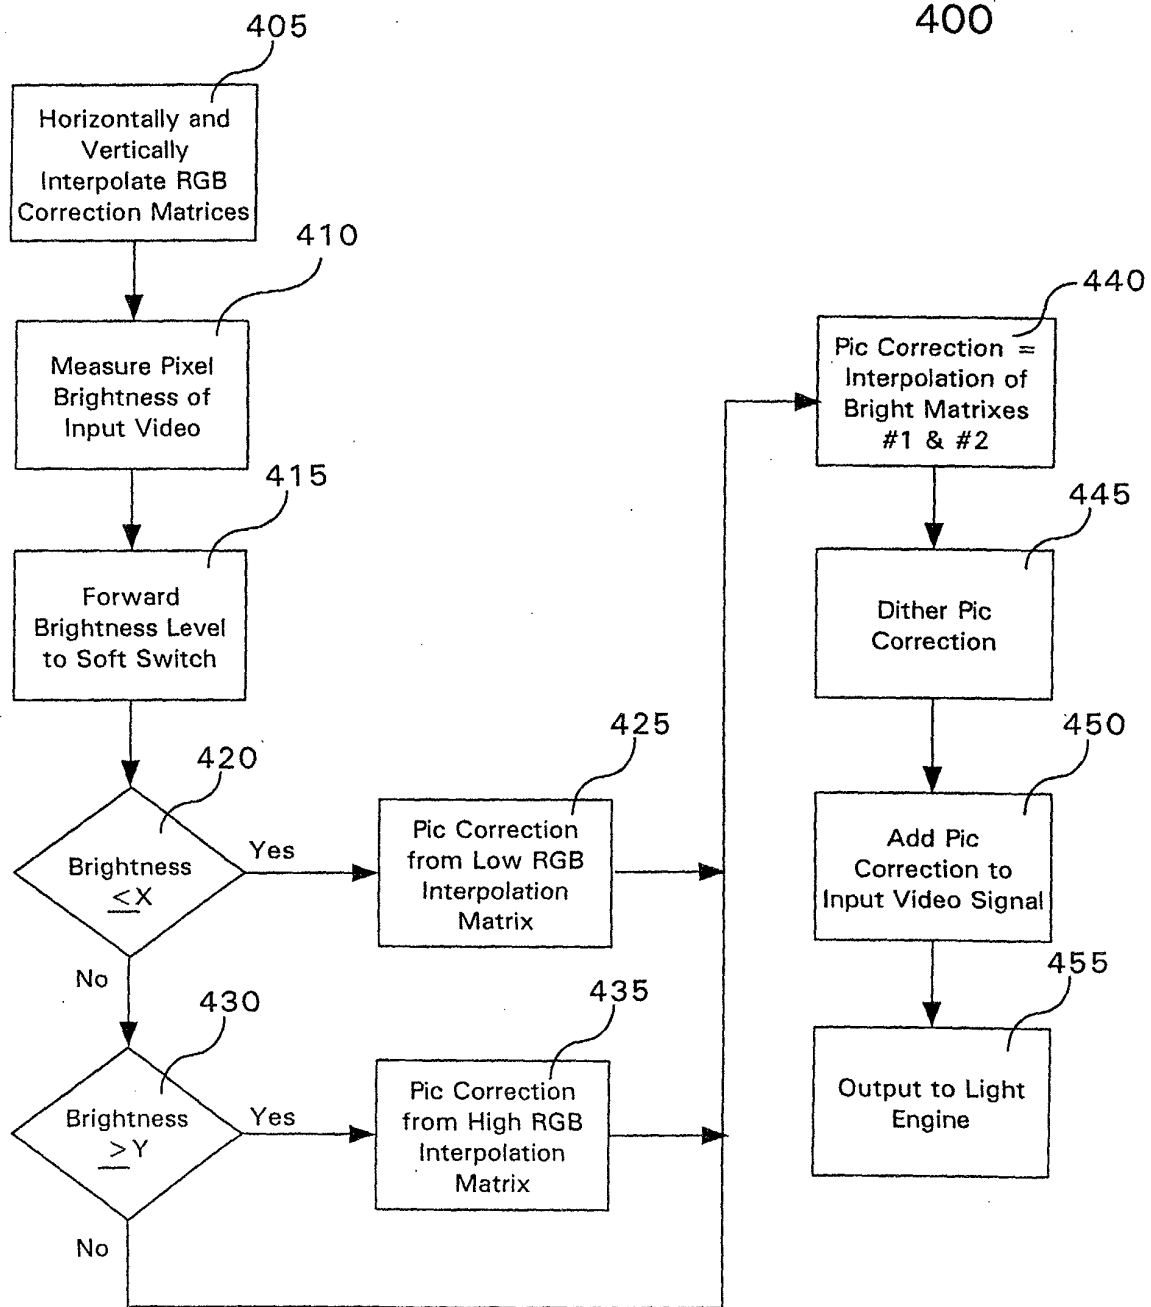 400
405
Horizontally and
Vertically
Interpolate RGB
Correction Matrices
410
Measure Pixel
Brightness of
Input Video
415
Forward
Brightness Level
to Soft Switch
420
Brightness
≤X
Yes
No
425
Pic Correction
from Low RGB
Interpolation
Matrix
430
Brightness
≥Y
Yes
No
435
Pic Correction
from High RGB
Interpolation
Matrix
440
Pic Correction =
Interpolation of
Bright Matrixes
#1 & #2
445
Dither Pic
Correction
450
Add Pic
Correction to
Input Video Signal
455
Output to Light
Engine